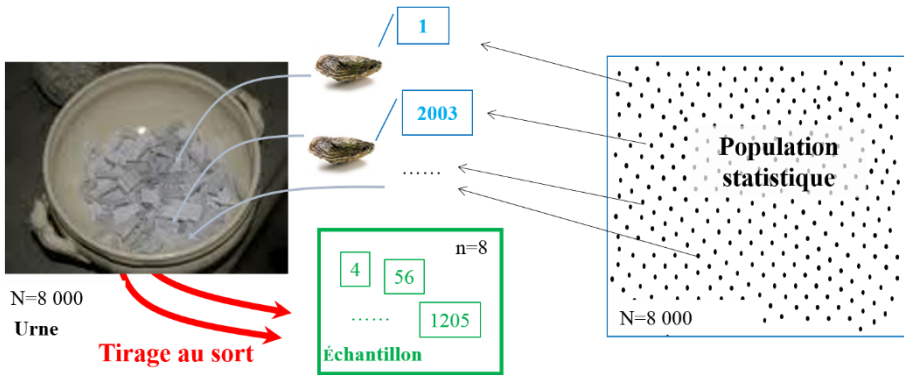 1
2003
……
Population
statistique
N=8 000
N=8 000
Urne
Tirage au sort
n=8
4
56
……
1205
Échantillon